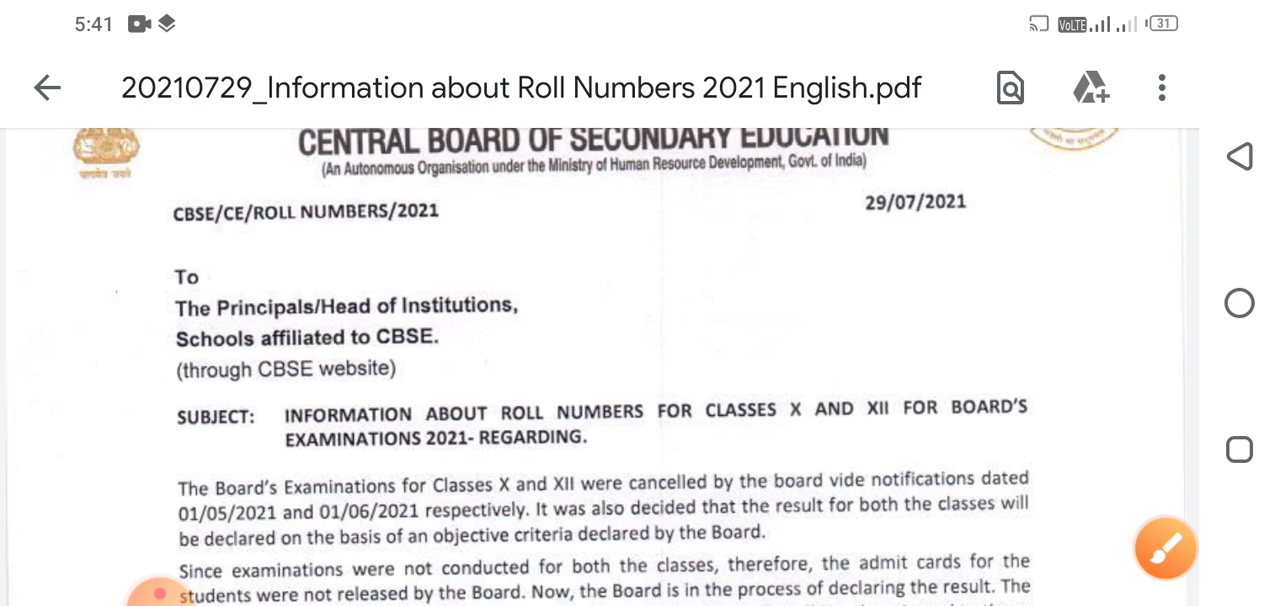 5:41 VoLTE 31
20210729_Information about Roll Numbers 2021 English.pdf
CENTRAL BOARD OF SECONDARY EDUCATION
(An Autonomous Organisation under the Ministry of Human Resource Development, Govt. of India)
CBSE/CE/ROLL NUMBERS/2021 29/07/2021
To
The Principals/Head of Institutions,
Schools affiliated to CBSE.
(through CBSE website)
SUBJECT: INFORMATION ABOUT ROLL NUMBERS FOR CLASSES X AND XII FOR BOARD'S
EXAMINATIONS 2021- REGARDING.
The Board's Examinations for Classes X and XII were cancelled by the board vide notifications dated
01/05/2021 and 01/06/2021 respectively. It was also decided that the result for both the classes will
be declared on the basis of an objective criteria declared by the Board.
Since examinations were not conducted for both the classes, therefore, the admit cards for the
students were not released by the Board. Now, the Board is in the process of declaring the result. The